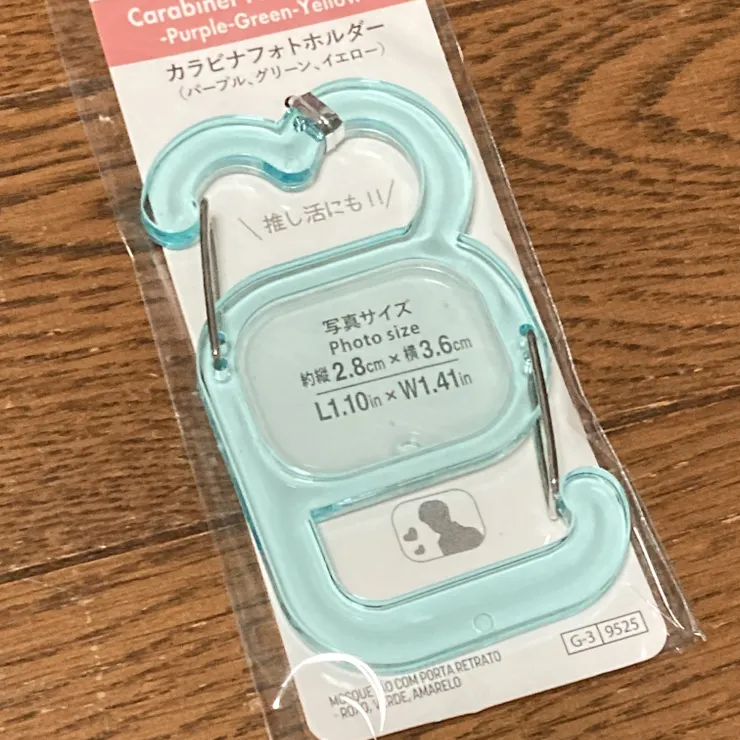 Carabiner
-Purple-Green-Yellow
カラビナフォトホルダー
（パープル、グリーン、イエロー）
\ 推し活にも!! /
写真サイズ
Photo size
約縦2.8cm×横3.6cm
L1.10in×W1.41in
G-3 9525
COM PORTA RETRATO
- ROXO, VERDE, AMARELO